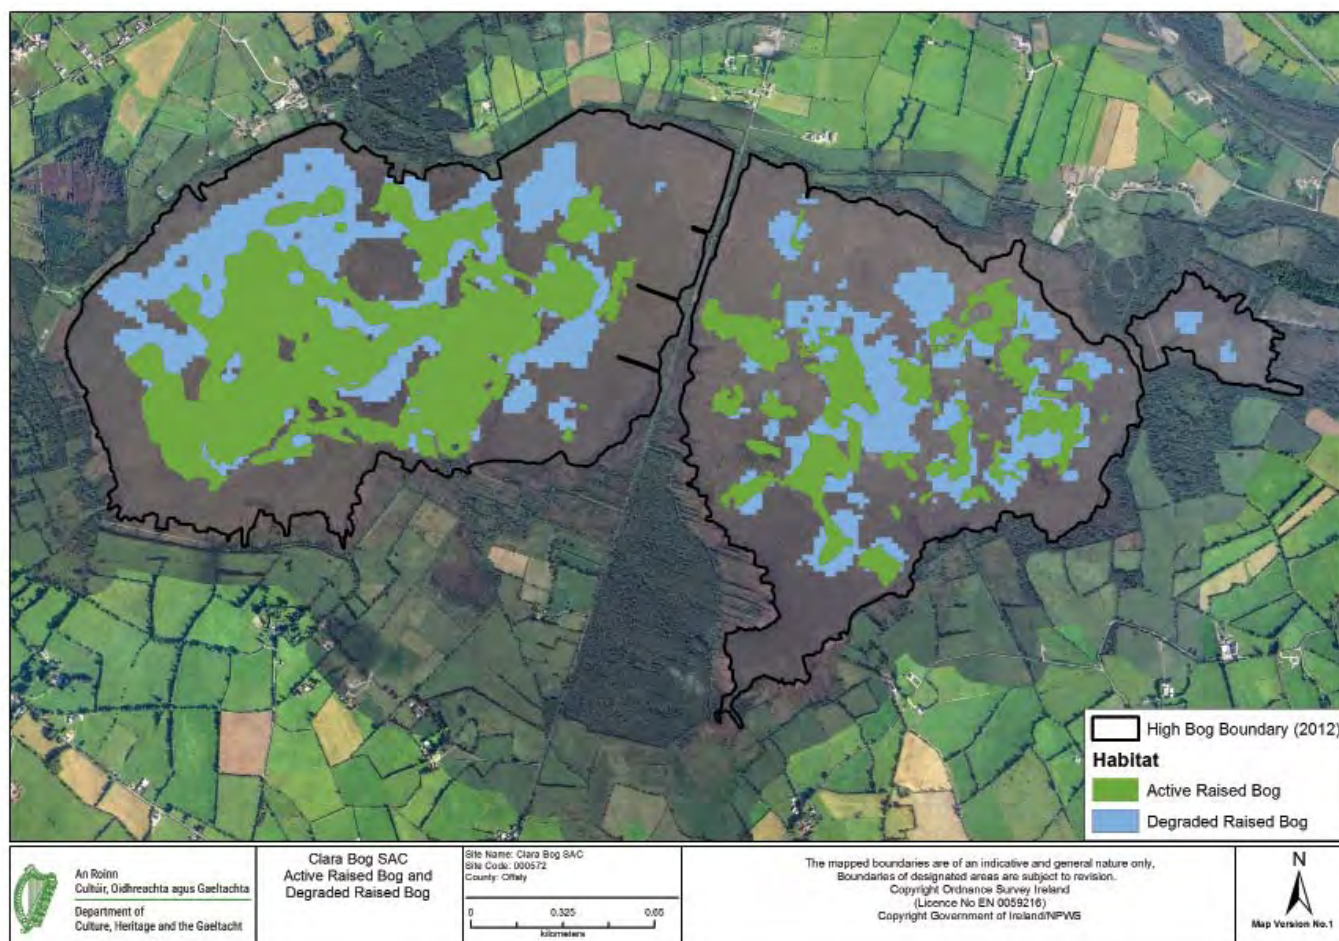 High Bog Boundary (2012)
Habitat
Active Raised Bog
Degraded Raised Bog
An Roinn
Cultúir, Oidhreachta agus Gaeltachta
Department of
Culture, Heritage and the Gaeltacht
Clara Bog SAC
Active Raised Bog and
Degraded Raised Bog
Site Name: Clara Bog SAC
Site Code: 000572
County: Offaly
0 0.325 0.65
kilometers
The mapped boundaries are of an indicative and general nature only.
Boundaries of designated areas are subject to revision.
Copyright Ordnance Survey Ireland
(Licence No EN 0059216)
Copyright Government of Ireland/NPWS
N
Map Version No.1